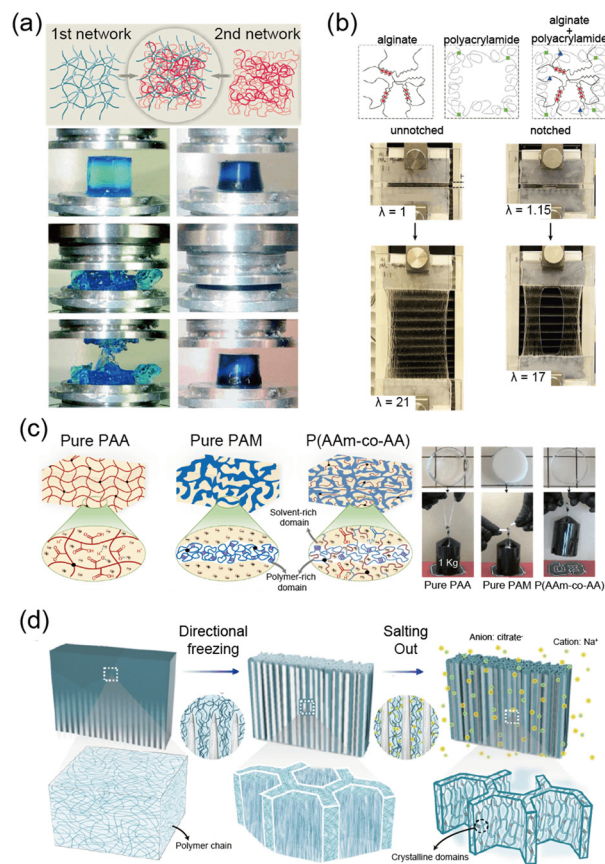 (a)
1st network
2nd network
(b)
alginate
polyacrylamide
alginate
+
polyacrylamide
unnotched
notched
λ = 1
λ = 1.15
λ = 21
λ = 17
(c)
Pure PAA
Pure PAM
P(AAm-co-AA)
Solvent-rich
domain
Polymer-rich
domain
1 Kg
Pure PAA
Pure PAM
P(AAm-co-AA)
(d)
Directional
freezing
Salting
Out
Anion: citrate⁻
Cation: Na⁺
Polymer chain
Crystalline domains